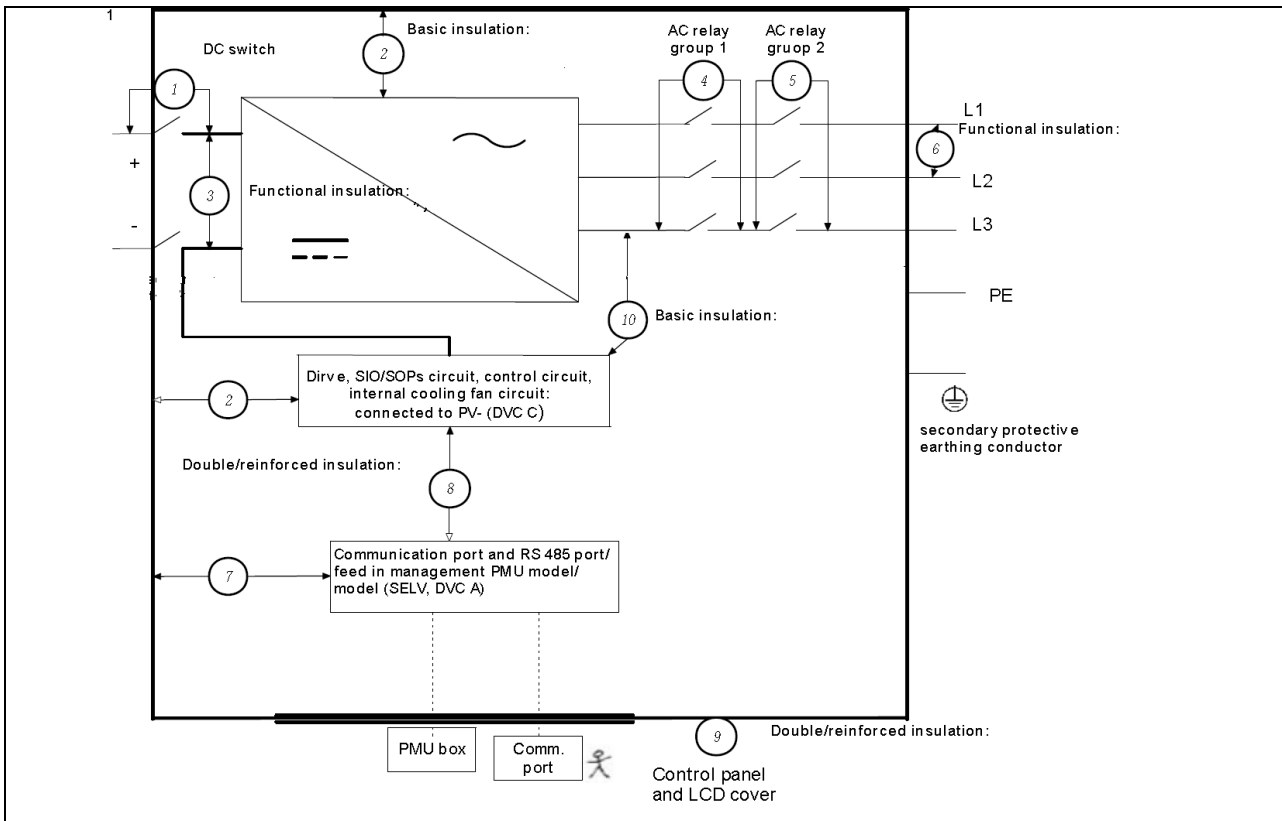 1
Basic insulation:
AC relay
group 1
AC relay
gruop 2
DC switch
2
1
4
5
L1
Functional insulation:
6
+
3
Functional insulation:
L2
-
L3
PE
10
Basic insulation:
Dirve, SIO/SOPs circuit, control circuit,
internal cooling fan circuit:
connected to PV- (DVC C)
2
secondary protective
earthing conductor
Double/reinforced insulation:
8
Communication port and RS 485 port/
feed in management PMU model/
model (SELV, DVC A)
7
9
Double/reinforced insulation:
PMU box
Comm.
port
Control panel
and LCD cover